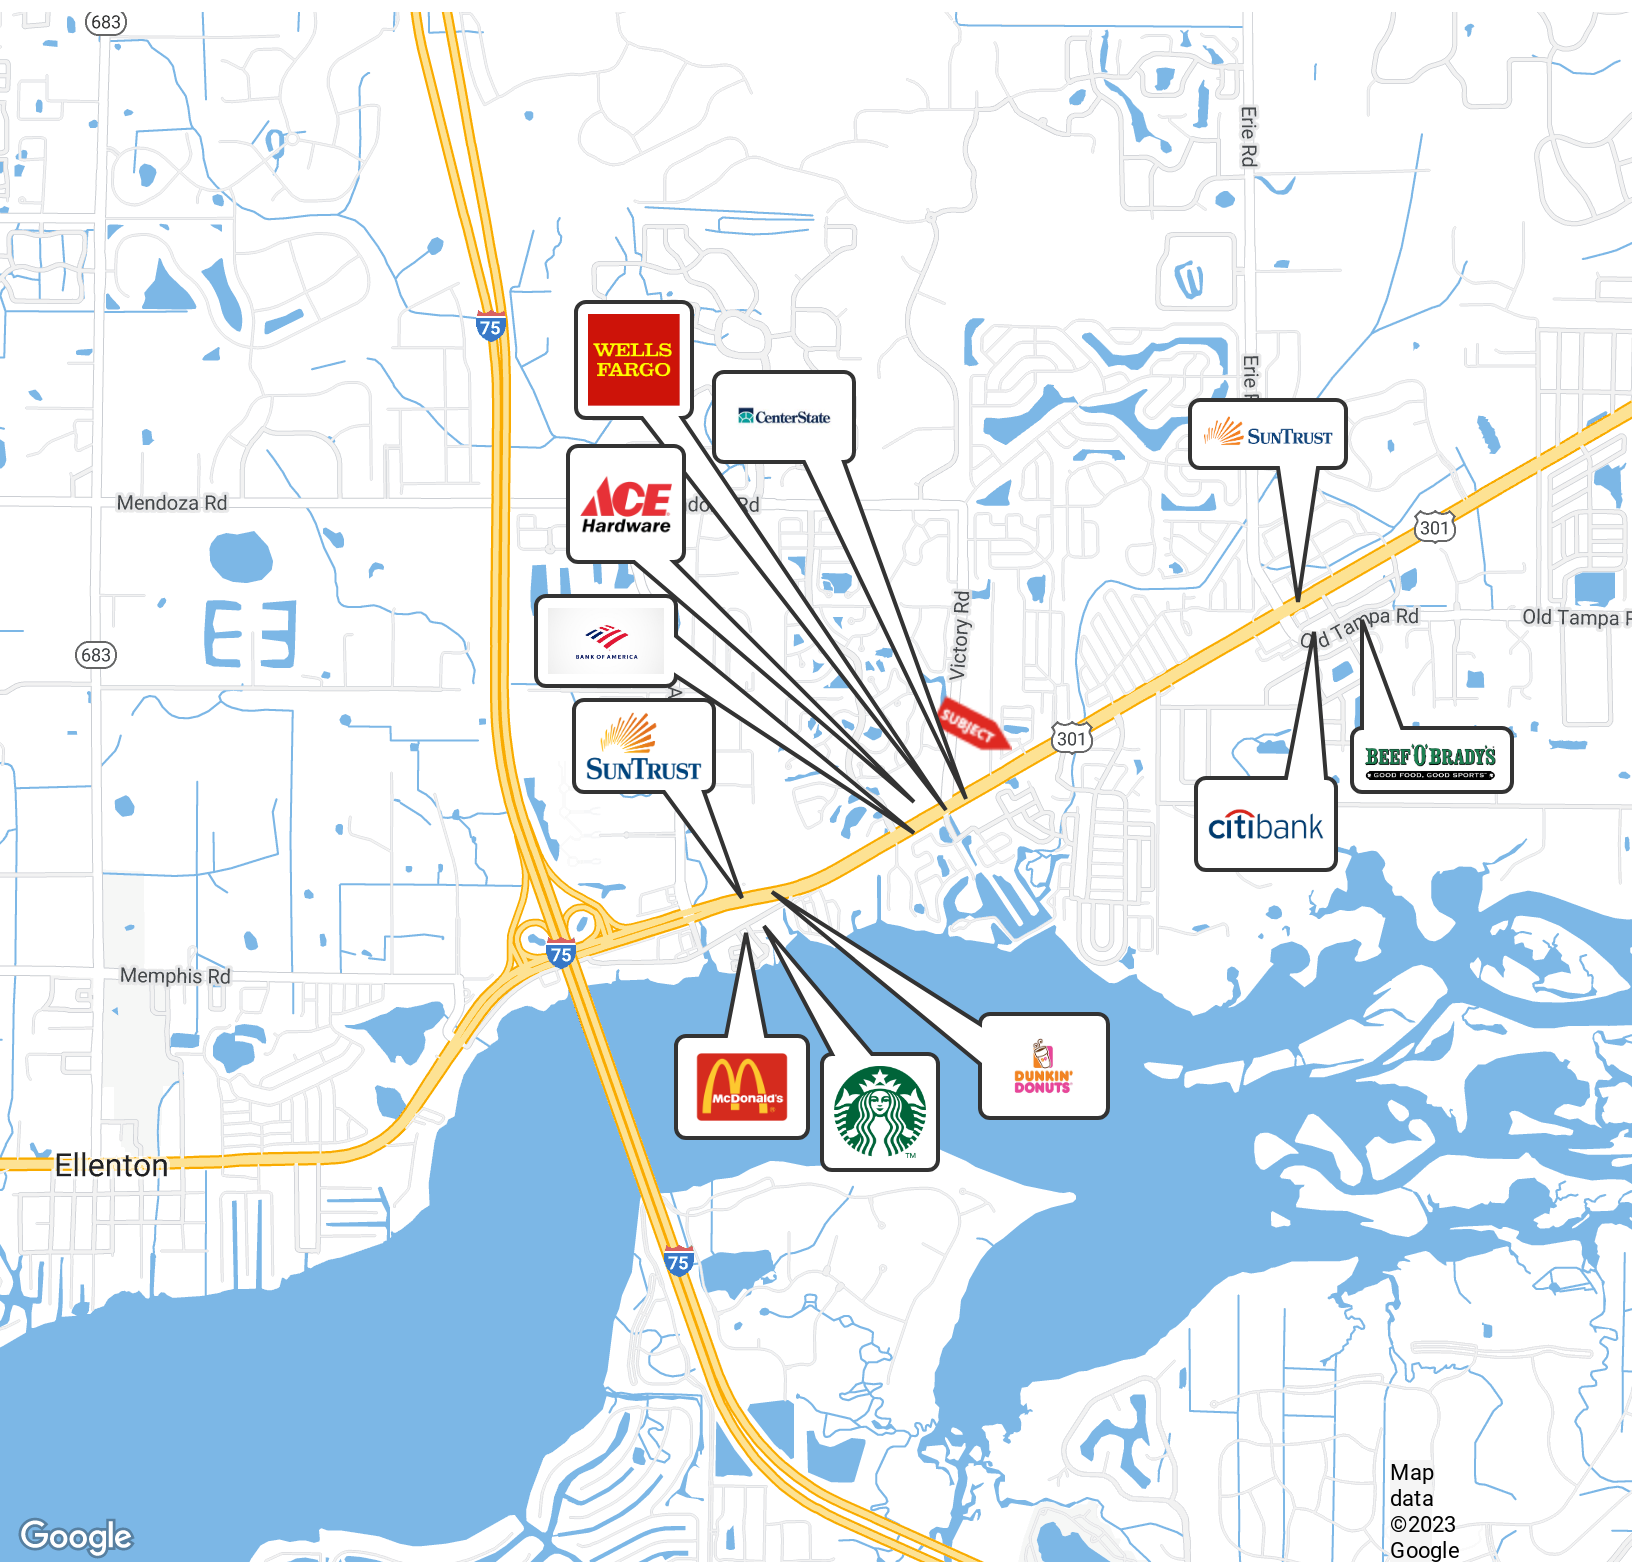 683
Erie Rd
75
WELLS
FARGO
Erie R
CenterState
SUNTRUST
ACE
Hardware
Mendoza Rd
do Rd
301
BANK OF AMERICA
Victory Rd
Old Tampa Rd
Old Tampa R
683
A
SUBJECT
301
SUNTRUST
BEEF 'O' BRADY'S
GOOD FOOD, GOOD SPORTS
citibank
75
Memphis Rd
DUNKIN'
DONUTS
McDonald's
TM
Ellenton
75
Map
data
©2023
Google
Google